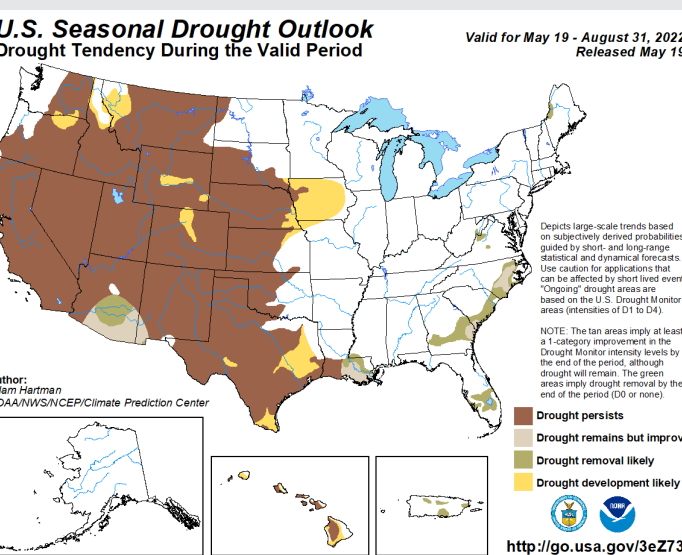 U.S. Seasonal Drought Outlook
Drought Tendency During the Valid Period
Valid for May 19 - August 31, 2022
Released May 19
Depicts large-scale trends based
on subjectively derived probabilities
guided by short- and long-range
statistical and dynamical forecasts.
Use caution for applications that
can be affected by short lived event
"Ongoing" drought areas are
based on the U.S. Drought Monitor
areas (intensities of D1 to D4).
NOTE: The tan areas imply at least
a 1-category improvement in the
Drought Monitor intensity levels by
the end of the period, although
drought will remain. The green
areas imply drought removal by the
end of the period (D0 or none).
thor:
am Hartman
OAA/NWS/NCEP/Climate Prediction Center
Drought persists
Drought remains but improv
Drought removal likely
Drought development likely
NOAA
http://go.usa.gov/3eZ73